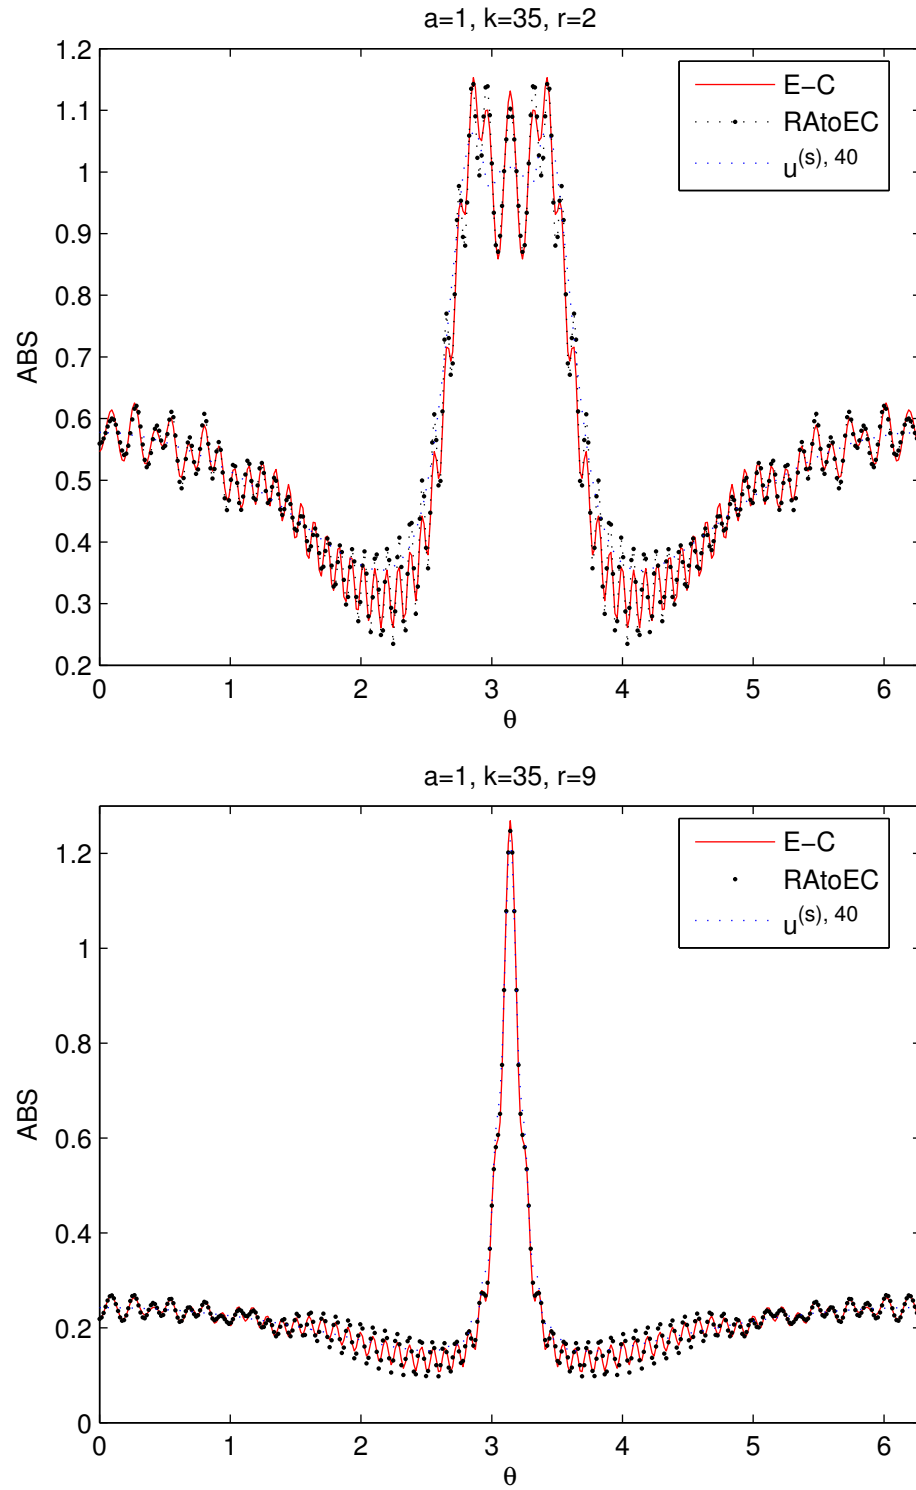 a=1, k=35, r=2
1.2
1.1
1
0.9
0.8
0.7
0.6
0.5
0.4
0.3
0.2
ABS
0 1 2 3 4 5 6
θ
E−C
RAtoEC
u^(s), 40
a=1, k=35, r=9
1.2
1
0.8
0.6
0.4
0.2
0
ABS
0 1 2 3 4 5 6
θ
E−C
RAtoEC
u^(s), 40